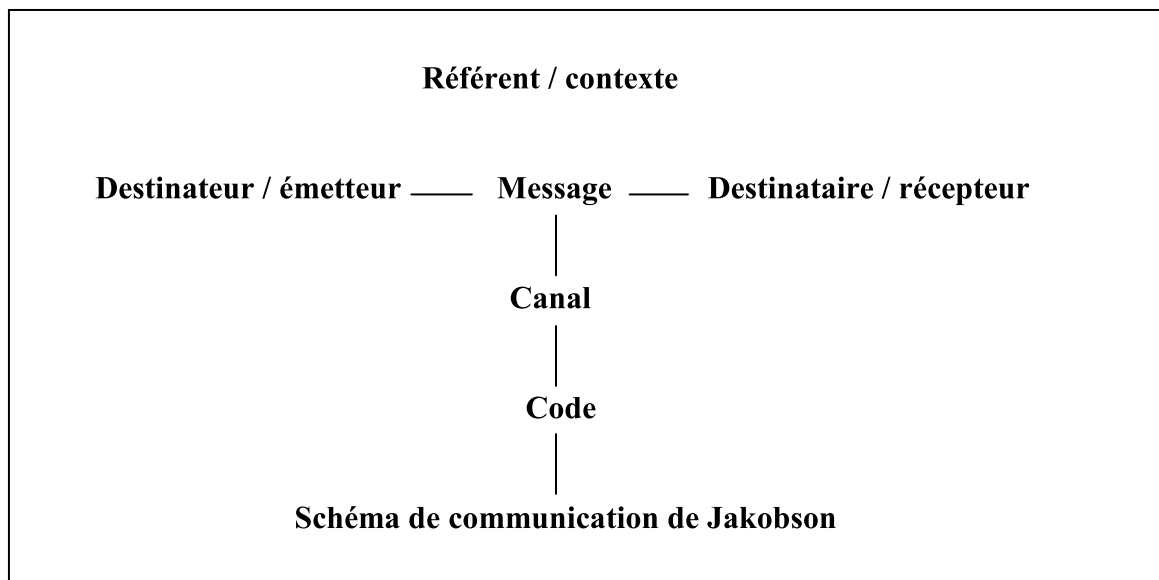 Référent / contexte
Destinateur / émetteur Message Destinataire / récepteur
Canal
Code
Schéma de communication de Jakobson